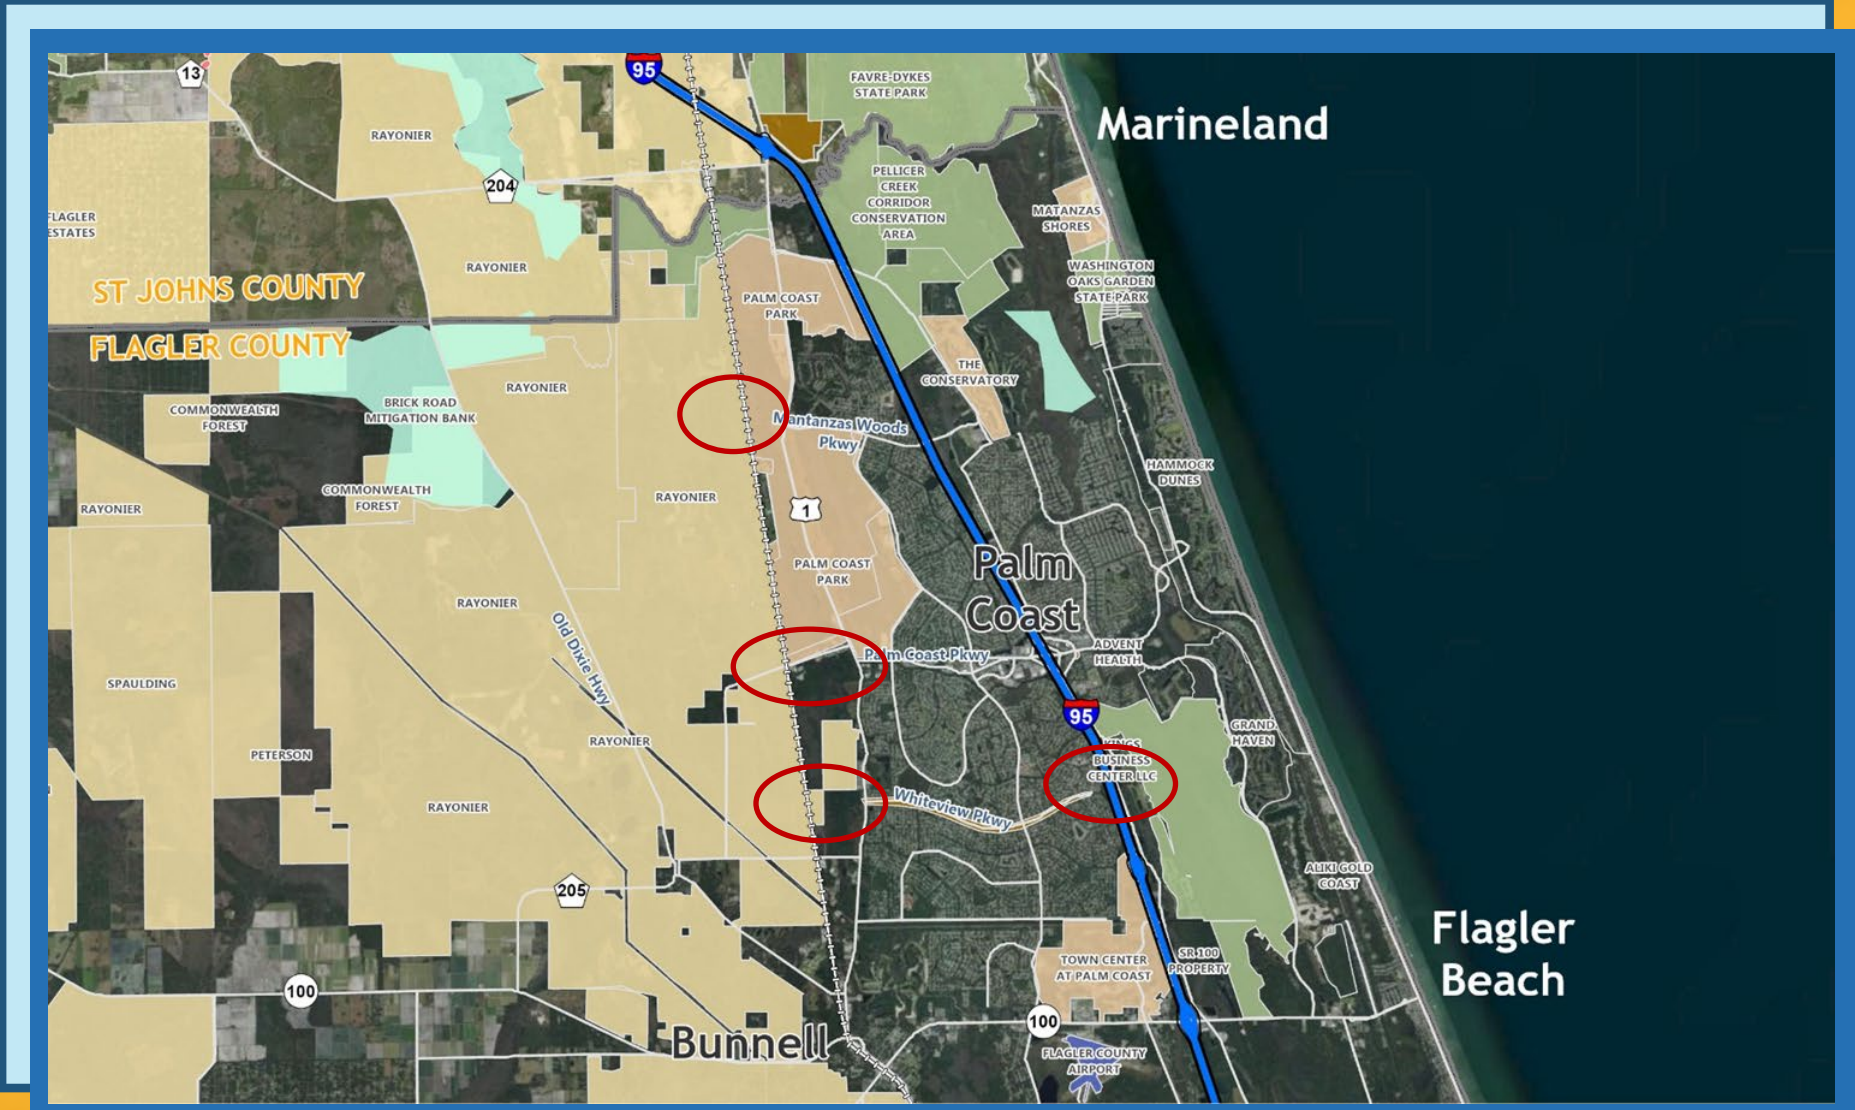 95
13
FAVRE-DYKES
STATE PARK
Marineland
RAYONIER
204
PELLICER
CREEK
CORRIDOR
CONSERVATION
AREA
MATANZAS
SHORES
FLAGLER
ESTATES
RAYONIER
WASHINGTON
OAKS GARDEN
STATE PARK
ST JOHNS COUNTY
PALM COAST
PARK
FLAGLER COUNTY
THE
CONSERVATORY
RAYONIER
COMMONWEALTH
FOREST
BRICK ROAD
MITIGATION BANK
Mantanzas Woods
Pkwy
HAMMOCK
DUNES
COMMONWEALTH
FOREST
RAYONIER
RAYONIER
1
Palm
Coast
PALM COAST
PARK
RAYONIER
Old Dixie Hwy
Palm Coast Pkwy
ADVENT
HEALTH
SPAULDING
95
GRAND
HAVEN
RAYONIER
PETERSON
KINGS
BUSINESS
CENTER LLC
RAYONIER
Whiteview Pkwy
205
ALIKI GOLD
COAST
Flagler
Beach
TOWN CENTER
AT PALM COAST
SR 100
PROPERTY
100
100
Bunnell
FLAGLER COUNTY
AIRPORT